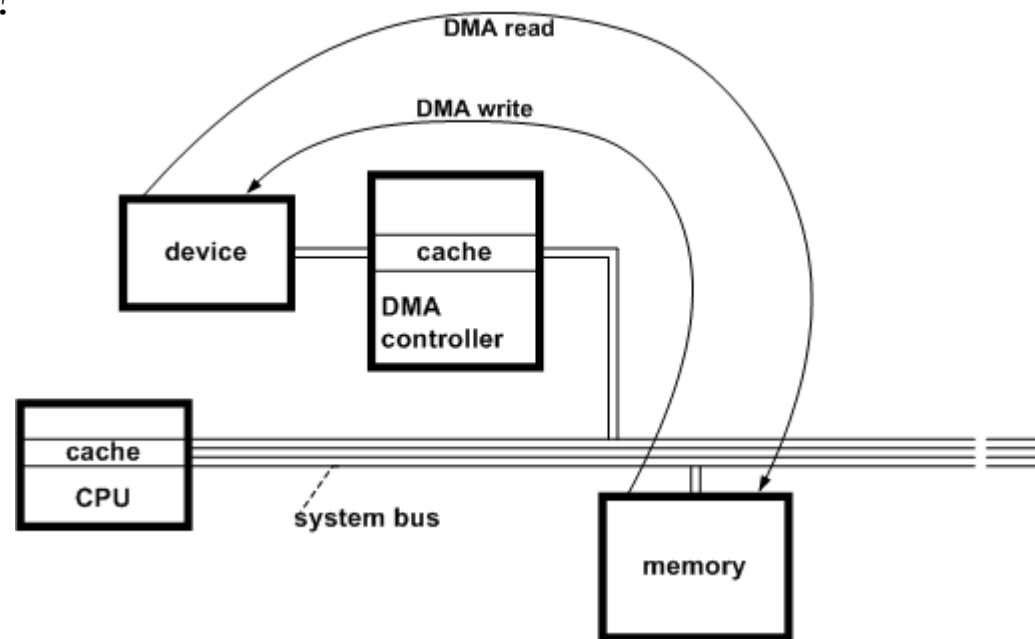 DMA read
DMA write
device
cache
DMA
controller
cache
CPU
system bus
memory